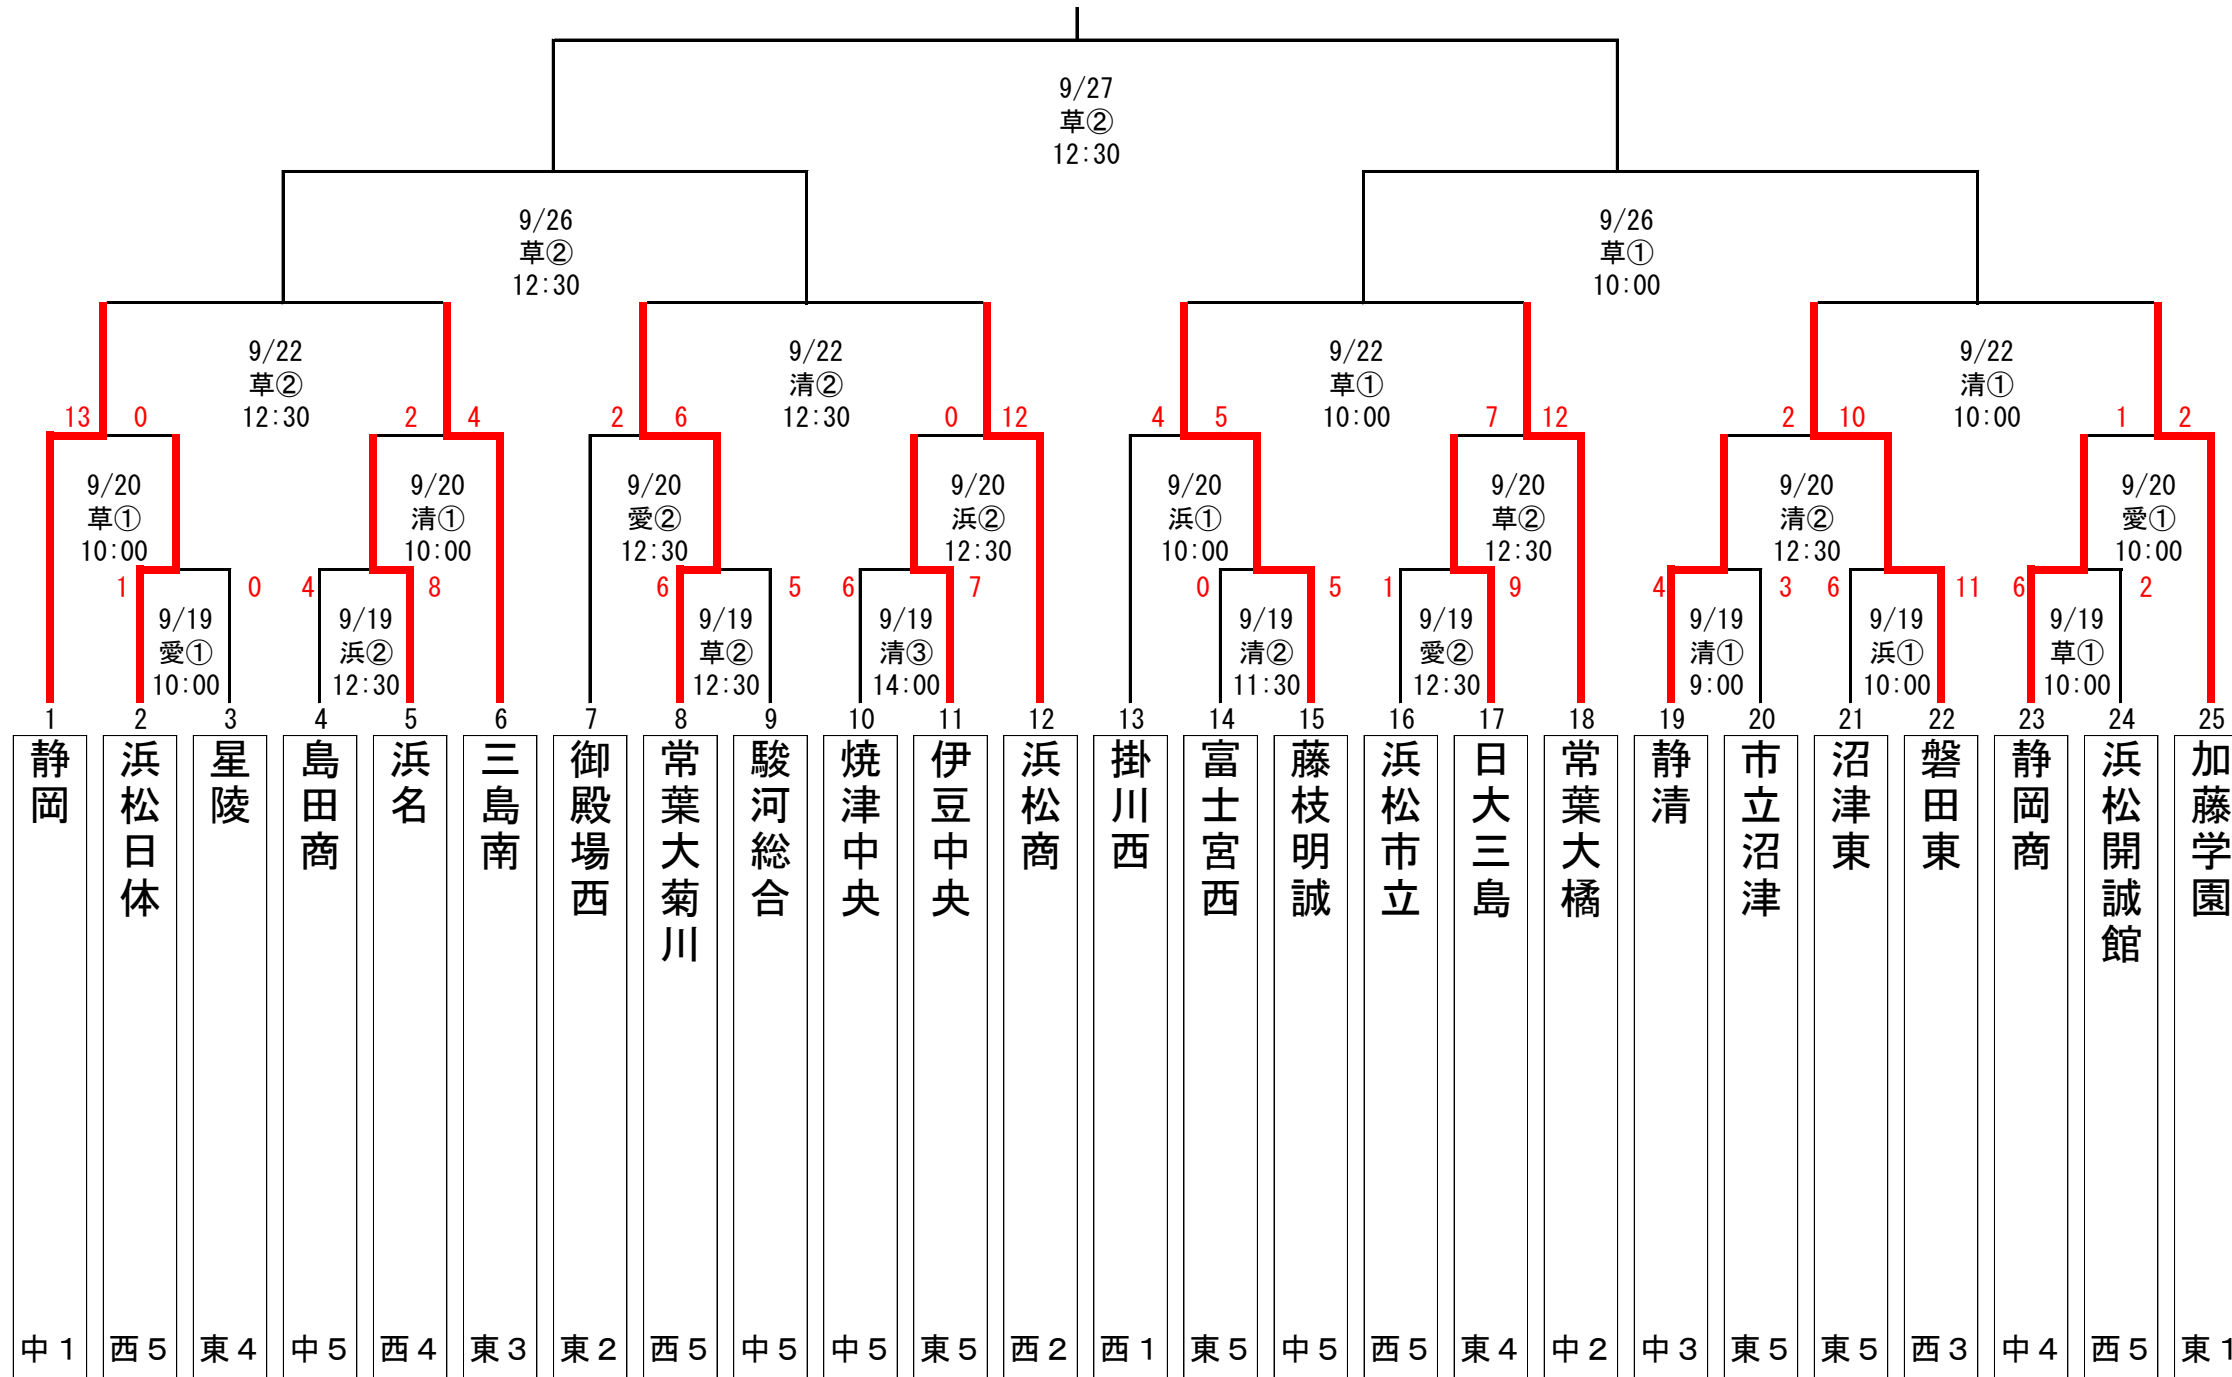 9/27
草②
12:30
9/26
草②
12:30
9/26
草①
10:00
9/22
草②
12:30
9/22
清②
12:30
9/22
草①
10:00
9/22
清①
10:00
13 0 2 4 2 6 0 12 4 5 7 12 2 10 1 2
9/20
草①
10:00
9/20
清①
10:00
9/20
愛②
12:30
9/20
浜②
12:30
9/20
浜①
10:00
9/20
草②
12:30
9/20
清②
12:30
9/20
愛①
10:00
1 0 4 8 6 5 6 7 0 5 1 9 4 3 6 11 6 2
9/19
愛①
10:00
9/19
浜②
12:30
9/19
草②
12:30
9/19
清③
14:00
9/19
清②
11:30
9/19
愛②
12:30
9/19
清①
9:00
9/19
浜①
10:00
9/19
草①
10:00
1 2 3 4 5 6 7 8 9 10 11 12 13 14 15 16 17 18 19 20 21 22 23 24 25
静岡
浜松日体
星陵
島田商
浜名
三島南
御殿場西
常葉大菊川
駿河総合
焼津中央
伊豆中央
浜松商
掛川西
富士宮西
藤枝明誠
浜松市立
日大三島
常葉大橘
静清
市立沼津
沼津東
磐田東
静岡商
浜松開誠館
加藤学園
中1 西5 東4 中5 西4 東3 東2 西5 中5 中5 東5 西2 西1 東5 中5 西5 東4 中2 中3 東5 東5 西3 中4 西5 東1